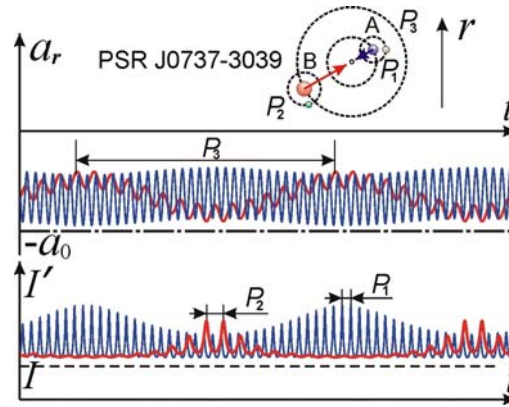 a_r
PSR J0737-3039
A
P_3
r
B
P_1
P_2
t
P_3
-a_0
I'
P_2
P_1
I
t